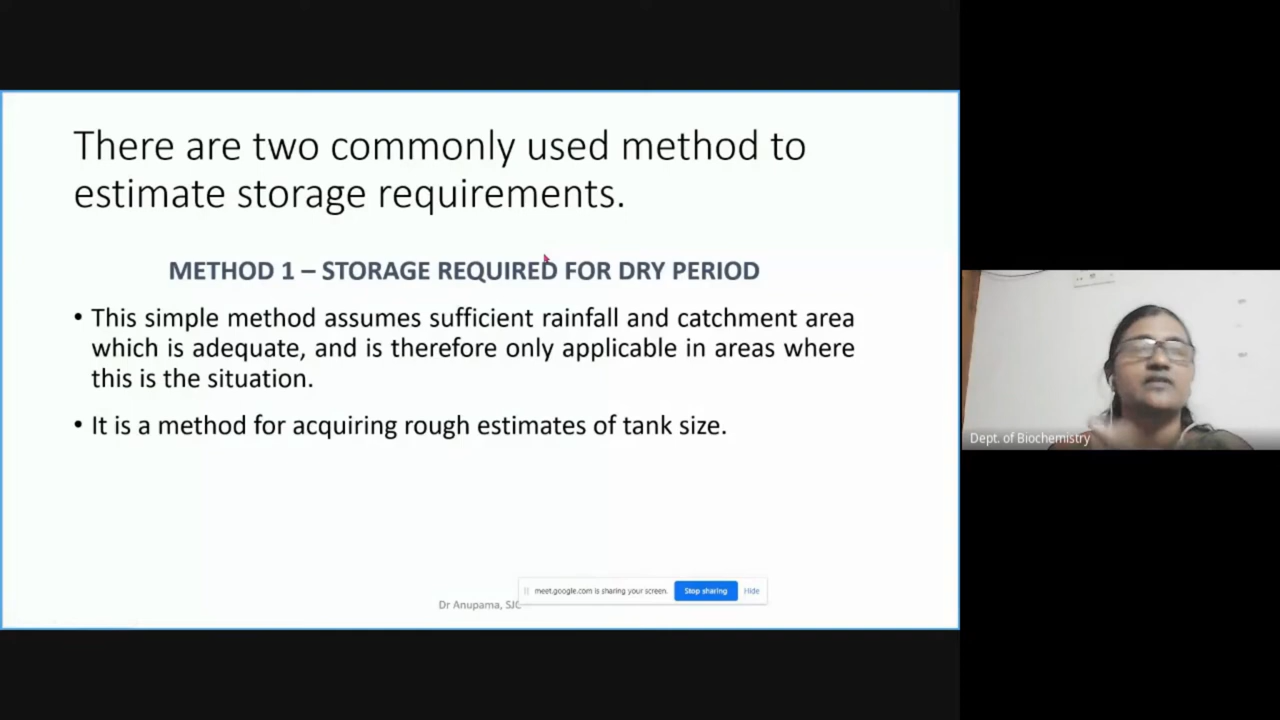 There are two commonly used method to
estimate storage requirements.
METHOD 1 – STORAGE REQUIRED FOR DRY PERIOD
• This simple method assumes sufficient rainfall and catchment area
which is adequate, and is therefore only applicable in areas where
this is the situation.
• It is a method for acquiring rough estimates of tank size.
meet.google.com is sharing your screen. Stop sharing Hide
Dr Anupama, SJC
Dept. of Biochemistry